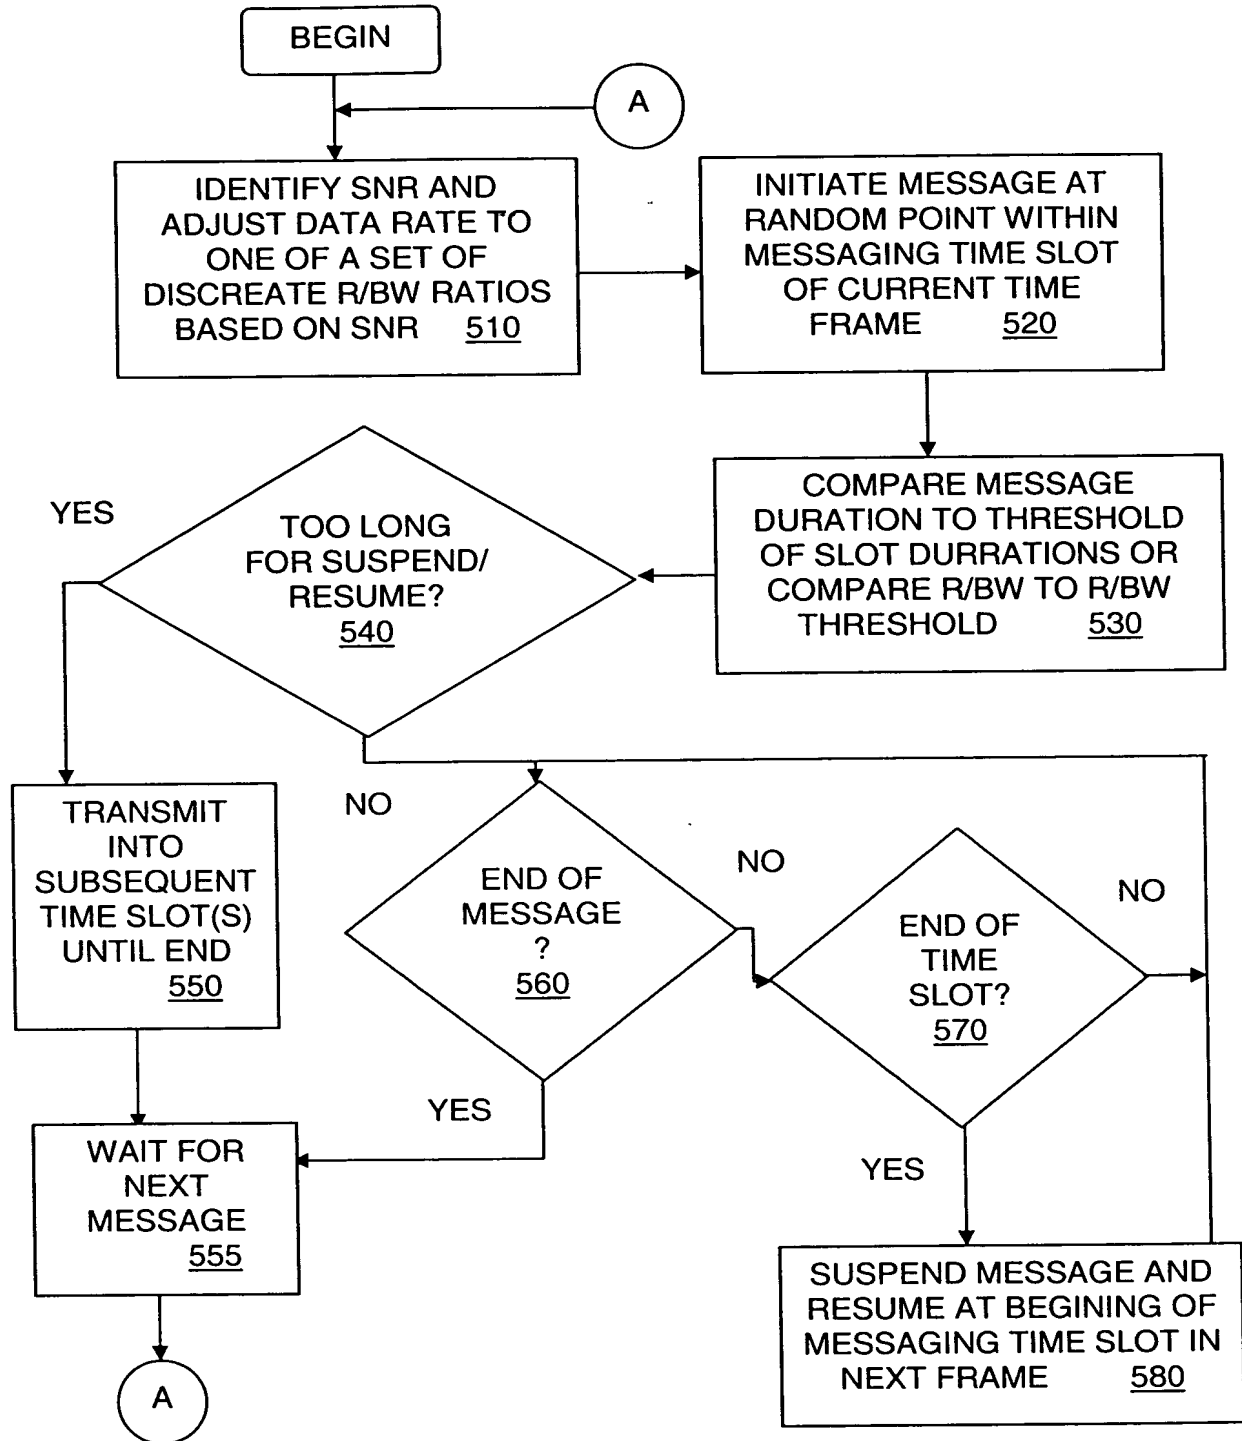 BEGIN
A
IDENTIFY SNR AND
ADJUST DATA RATE TO
ONE OF A SET OF
DISCREATE R/BW RATIOS
BASED ON SNR 510
INITIATE MESSAGE AT
RANDOM POINT WITHIN
MESSAGING TIME SLOT
OF CURRENT TIME
FRAME 520
COMPARE MESSAGE
DURATION TO THRESHOLD
OF SLOT DURRATIONS OR
COMPARE R/BW TO R/BW
THRESHOLD 530
YES
TOO LONG
FOR SUSPEND/
RESUME?
540
NO
TRANSMIT
INTO
SUBSEQUENT
TIME SLOT(S)
UNTIL END
550
END OF
MESSAGE
?
560
NO
END OF
TIME
SLOT?
570
NO
YES
WAIT FOR
NEXT
MESSAGE
555
YES
SUSPEND MESSAGE AND
RESUME AT BEGINING OF
MESSAGING TIME SLOT IN
NEXT FRAME 580
A